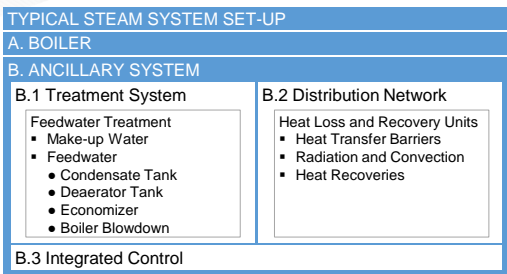 TYPICAL STEAM SYSTEM SET-UP
A. BOILER
B. ANCILLARY SYSTEM
B.1 Treatment System
Feedwater Treatment
▪ Make-up Water
▪ Feedwater
● Condensate Tank
● Deaerator Tank
● Economizer
● Boiler Blowdown
B.2 Distribution Network
Heat Loss and Recovery Units
▪ Heat Transfer Barriers
▪ Radiation and Convection
▪ Heat Recoveries
B.3 Integrated Control